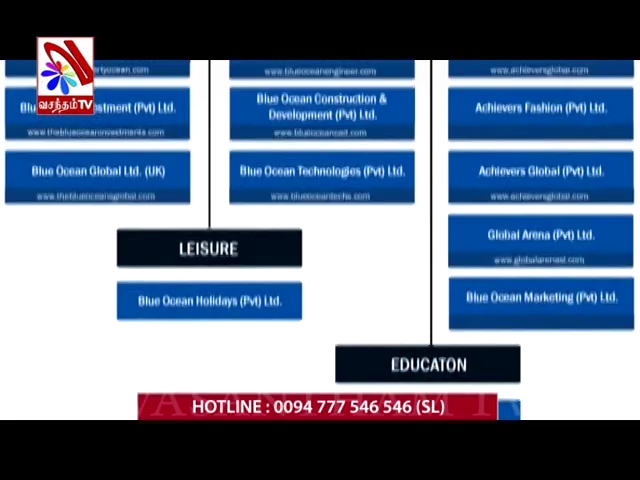 வசந்தம்TV
www.blueoceanengineer.com
www.achieversglobal.com
Blue Ocean Construction &
Development (Pvt) Ltd.
Achievers Fashion (Pvt) Ltd.
Blue Ocean Global Ltd. (UK)
www.theblueoceanglobal.com
Blue Ocean Technologies (Pvt) Ltd.
www.blueoceantechs.com
Achievers Global (Pvt) Ltd.
www.achieversglobal.com
Global Arena (Pvt) Ltd.
LEISURE
Blue Ocean Holidays (Pvt) Ltd.
Blue Ocean Marketing (Pvt) Ltd.
EDUCATON
HOTLINE : 0094 777 546 546 (SL)